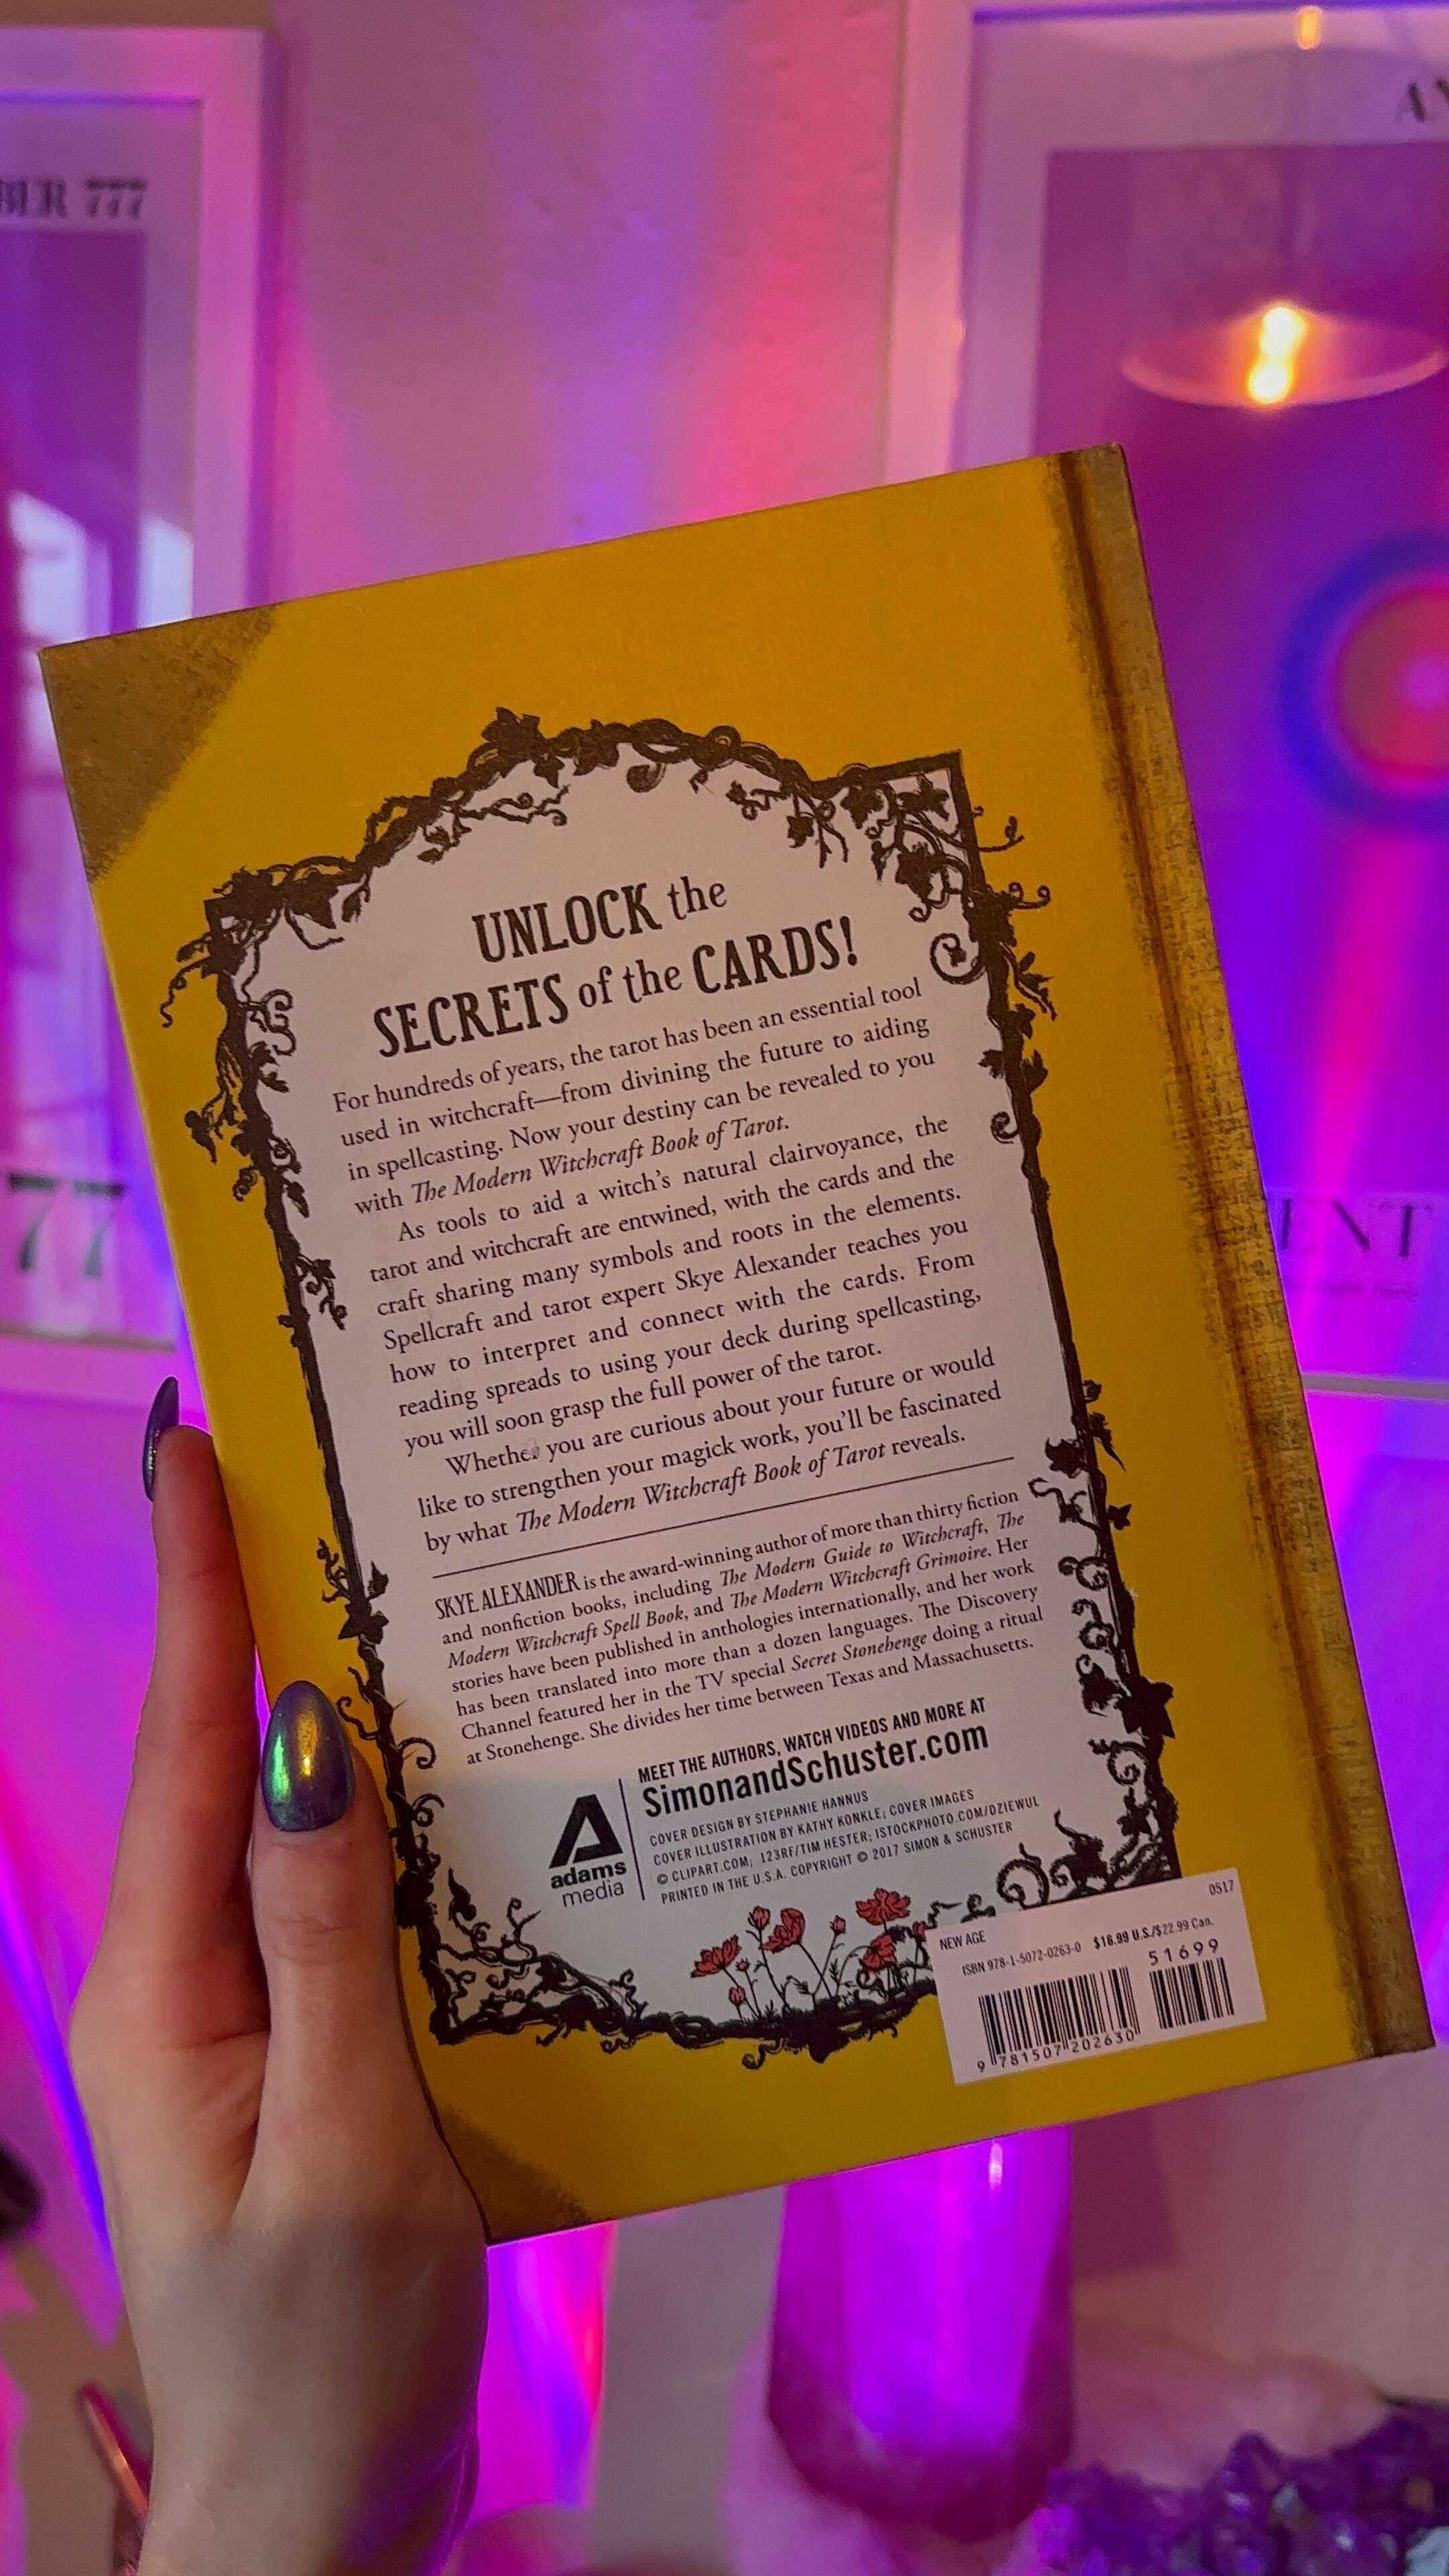 BER 777
AN
77
ENT
UNLOCK the
SECRETS of the CARDS!
For hundreds of years, the tarot has been an essential tool
used in witchcraft—from divining the future to aiding
in spellcasting. Now your destiny can be revealed to you
with The Modern Witchcraft Book of Tarot.
As tools to aid a witch's natural clairvoyance, the
tarot and witchcraft are entwined, with the cards and the
craft sharing many symbols and roots in the elements.
Spellcraft and tarot expert Skye Alexander teaches you
how to interpret and connect with the cards. From
reading spreads to using your deck during spellcasting,
you will soon grasp the full power of the tarot.
Whether you are curious about your future or would
like to strengthen your magick work, you'll be fascinated
by what The Modern Witchcraft Book of Tarot reveals.
SKYE ALEXANDER is the award-winning author of more than thirty fiction
and nonfiction books, including The Modern Guide to Witchcraft, The
Modern Witchcraft Spell Book, and The Modern Witchcraft Grimoire. Her
stories have been published in anthologies internationally, and her work
has been translated into more than a dozen languages. The Discovery
Channel featured her in the TV special Secret Stonehenge doing a ritual
at Stonehenge. She divides her time between Texas and Massachusetts.
MEET THE AUTHORS, WATCH VIDEOS AND MORE AT
SimonandSchuster.com
adams
media
COVER DESIGN BY STEPHANIE HANNUS
COVER ILLUSTRATION BY KATHY KONKLE; COVER IMAGES
© CLIPART.COM; 123RF/TIM HESTER; ISTOCKPHOTO.COM/DZIEWUL
PRINTED IN THE U.S.A. COPYRIGHT © 2017 SIMON & SCHUSTER
0517
NEW AGE
ISBN 978-1-5072-0263-0 $16.99 U.S./$22.99 Can.
51699
9 781507 202630